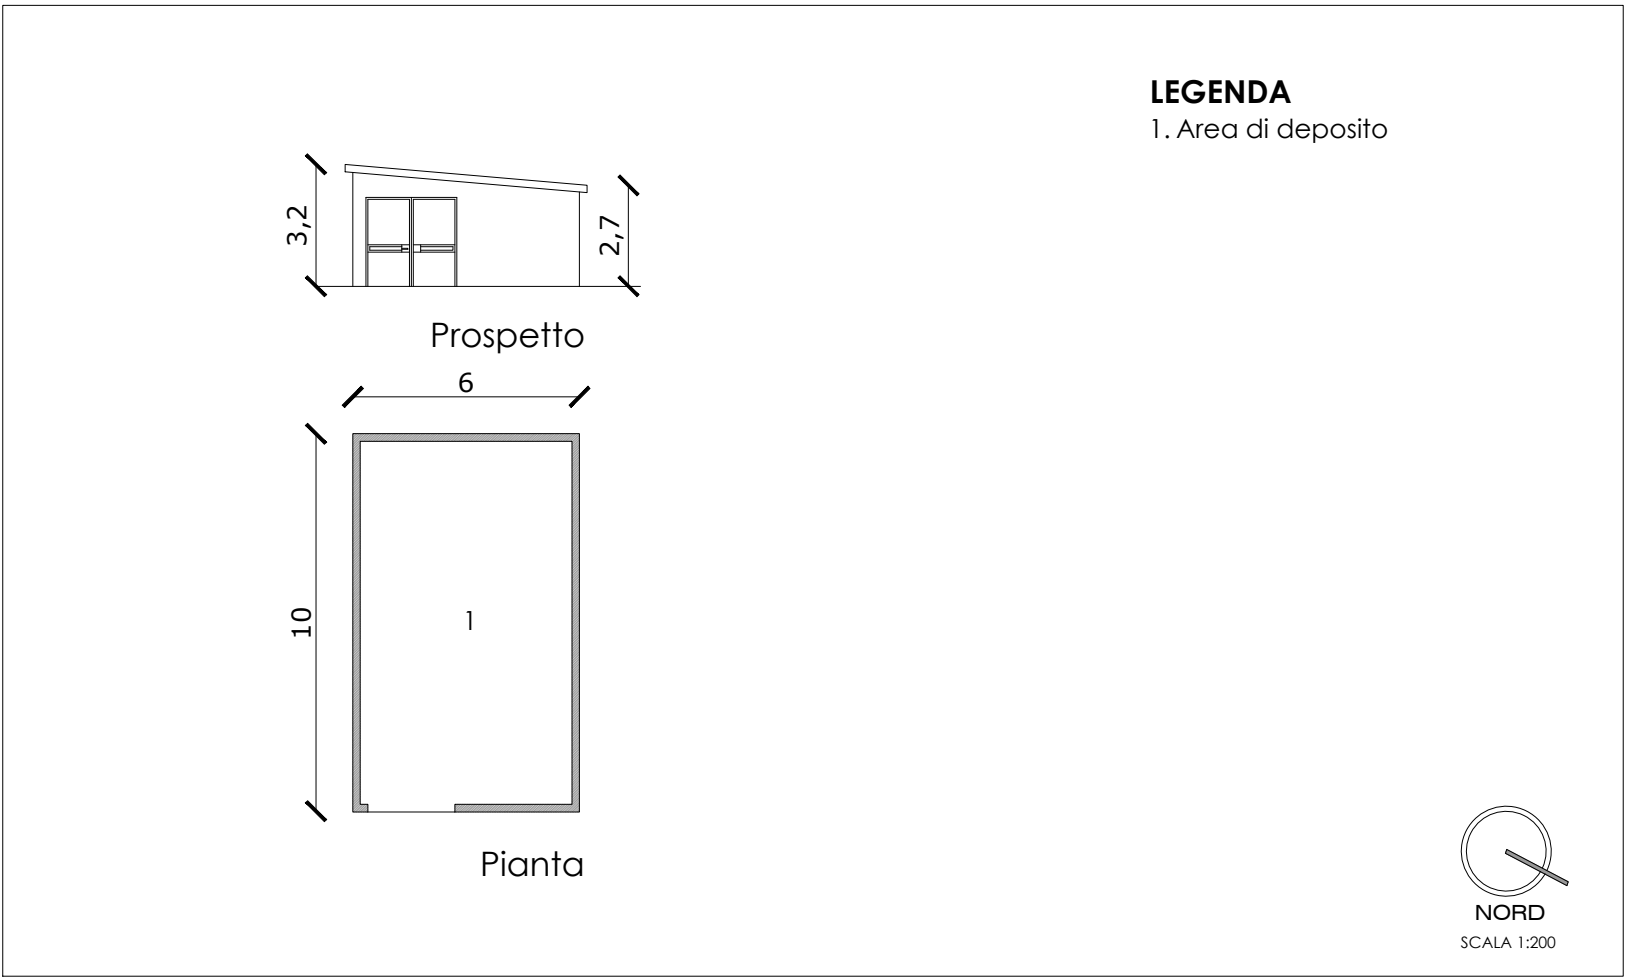 LEGENDA
1. Area di deposito
3,2
2,7
Prospetto
6
10
1
Pianta
NORD
SCALA 1:200